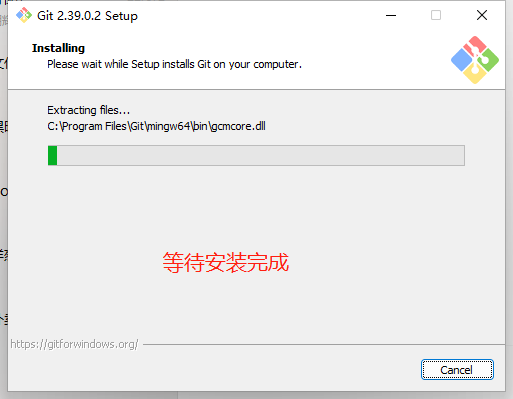 Git 2.39.0.2 Setup
Installing
Please wait while Setup installs Git on your computer.
Extracting files...
C:\Program Files\Git\mingw64\bin\gcmcore.dll
等待安装完成
https://gitforwindows.org/
Cancel